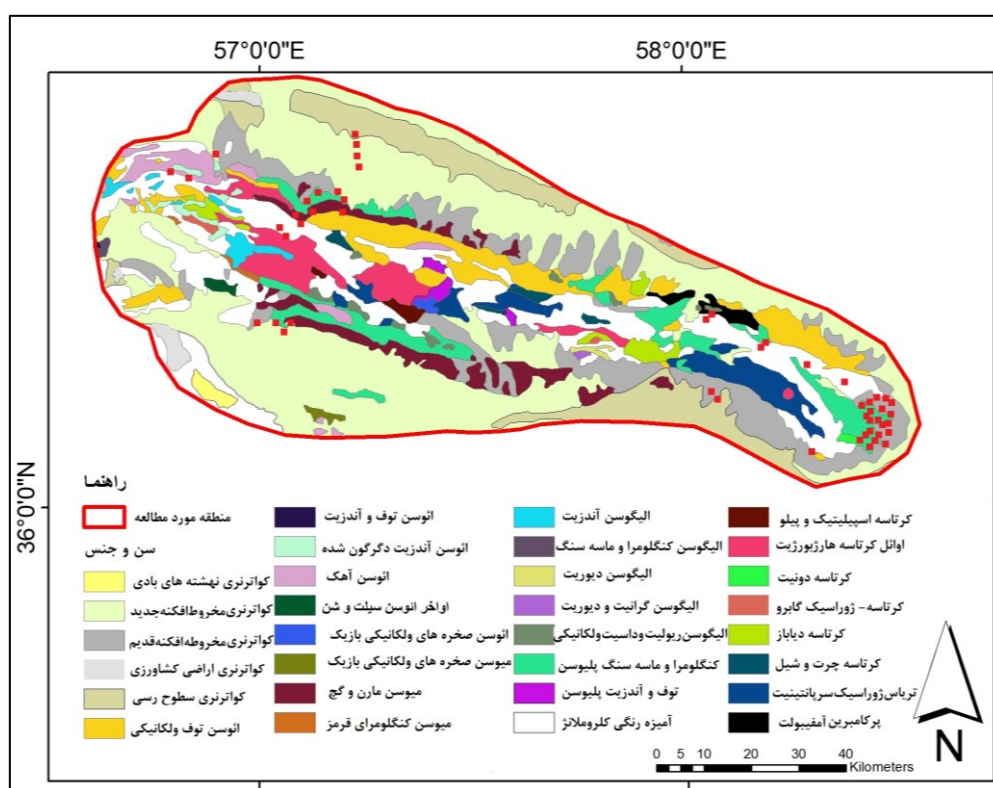 57°0'0"E
58°0'0"E
36°0'0"N
راهنما
منطقه مورد مطالعه
سن و جنس
کواترنری نهشته های بادی
کواترنری مخروط افکنه جدید
کواترنری مخروطه افکنه قدیم
کواترنری اراضی کشاورزی
کواترنری سطوح رسی
ائوسن توف ولکانیکی
ائوسن توف و آندزیت
ائوسن آندزیت دگرگون شده
ائوسن آهک
اواخر ائوسن سیلت و شن
ائوسن صخره های ولکانیکی بازیک
میوسن صخره های ولکانیکی بازیک
میوسن مارن و گچ
میوسن کنگلومرای قرمز
الیگوسن آندزیت
الیگوسن کنگلومرا و ماسه سنگ
الیگوسن دیوریت
الیگوسن گرانیت و دیوریت
الیگوسن ریولیت وداسیت ولکانیکی
کنگلومرا و ماسه سنگ پلیوسن
توف و آندزیت پلیوسن
آمیزه رنگی کلروملانژ
کرتاسه اسپیلیتیک و پیلو
اوائل کرتاسه هارژبورژیت
کرتاسه دونیت
کرتاسه- ژوراسیک گابرو
کرتاسه دیاباز
کرتاسه چرت و شیل
تریاس ژوراسیک سرپانتینیت
پرکامبرین آمفیبولت
N
0 5 10 20 30 40
Kilometers